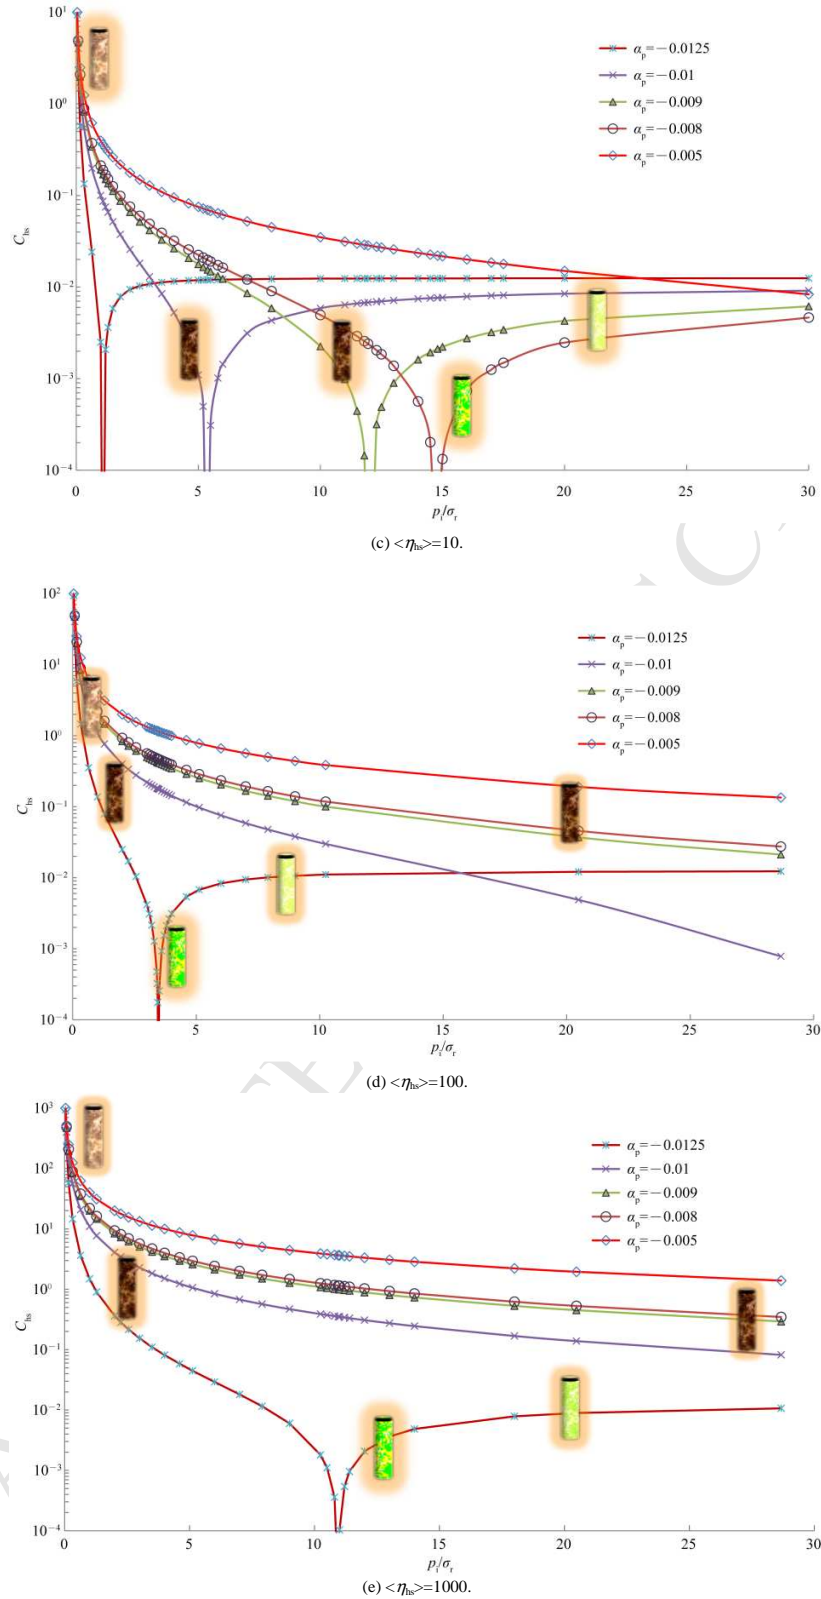 10¹
10⁰
10⁻¹
10⁻²
10⁻³
10⁻⁴
C_hs
α_p=−0.0125
α_p=−0.01
α_p=−0.009
α_p=−0.008
α_p=−0.005
0 5 10 15 20 25 30
p_i/σ_r
(c) <η_hs>=10.
10²
10¹
10⁰
10⁻¹
10⁻²
10⁻³
10⁻⁴
C_hs
α_p=−0.0125
α_p=−0.01
α_p=−0.009
α_p=−0.008
α_p=−0.005
0 5 10 15 20 25 30
p_i/σ_r
(d) <η_hs>=100.
10³
10²
10¹
10⁰
10⁻¹
10⁻²
10⁻³
10⁻⁴
C_hs
α_p=−0.0125
α_p=−0.01
α_p=−0.009
α_p=−0.008
α_p=−0.005
0 5 10 15 20 25 30
p_i/σ_r
(e) <η_hs>=1000.